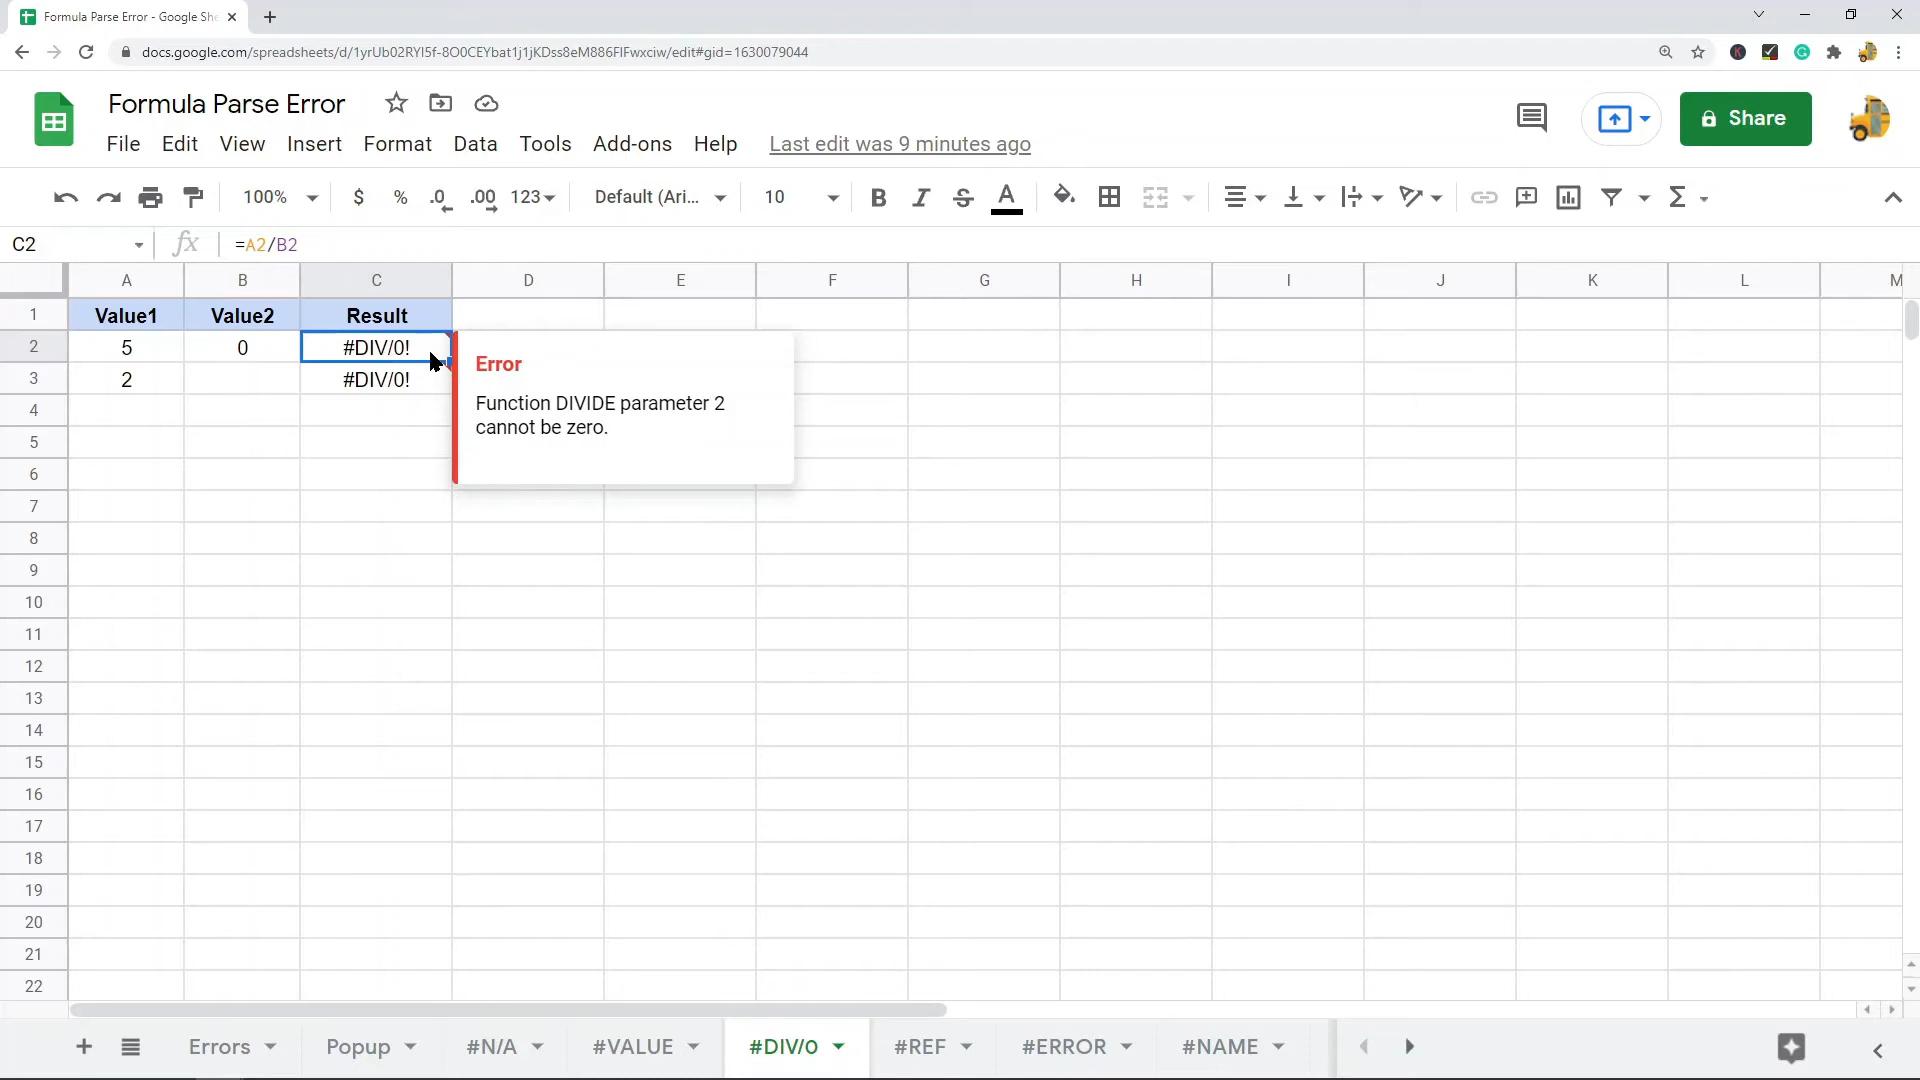 Formula Parse Error - Google She
docs.google.com/spreadsheets/d/1yrUb02RYI5f-8O0CEYbat1j1jKDss8eM886FIFwxciw/edit#gid=1630079044
Formula Parse Error
File Edit View Insert Format Data Tools Add-ons Help Last edit was 9 minutes ago
Share
100% $ % .0 .00 123 Default (Ari... 10 B I S A Σ
C2 fx =A2/B2
A B C D E F G H I J K L M
1 Value1 Value2 Result
2 5 0 #DIV/0!
3 2 #DIV/0!
Error
Function DIVIDE parameter 2
cannot be zero.
4
5
6
7
8
9
10
11
12
13
14
15
16
17
18
19
20
21
22
+ Errors Popup #N/A #VALUE #DIV/0 #REF #ERROR #NAME